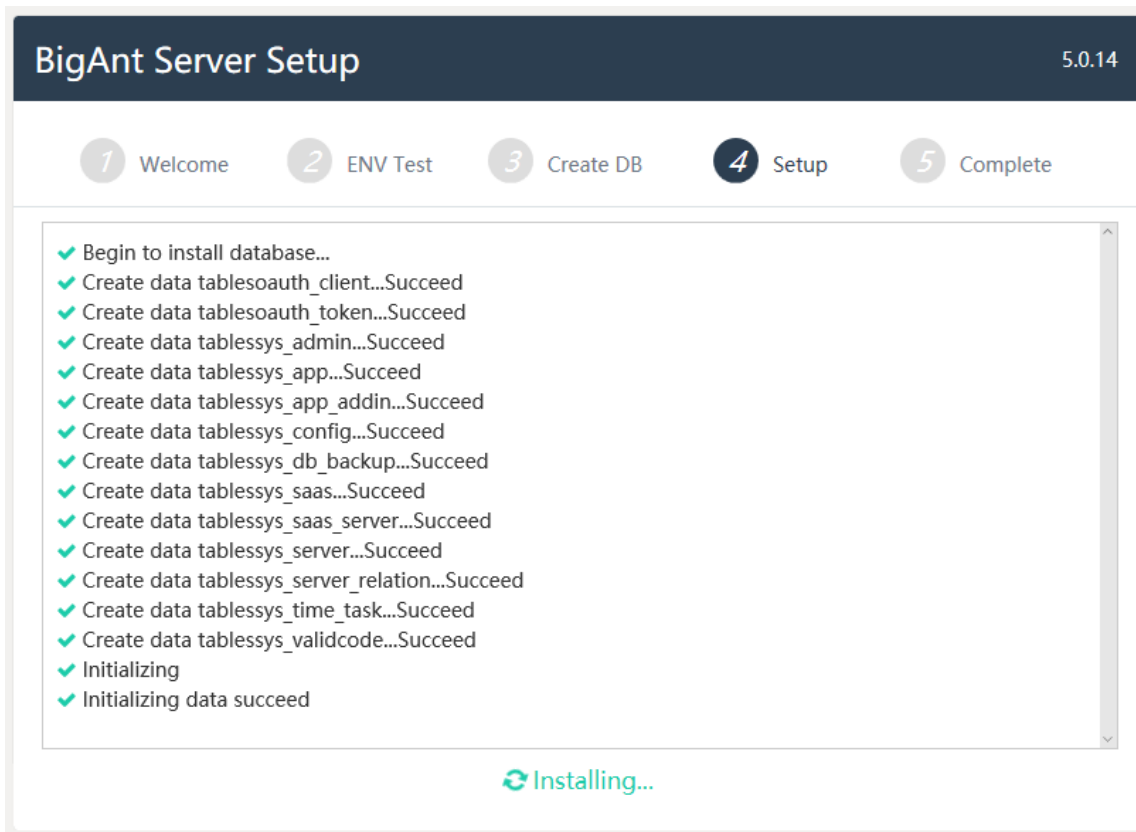 BigAnt Server Setup 5.0.14
1 Welcome 2 ENV Test 3 Create DB 4 Setup 5 Complete
Begin to install database...
Create data tablesoauth_client...Succeed
Create data tablesoauth_token...Succeed
Create data tablessys_admin...Succeed
Create data tablessys_app...Succeed
Create data tablessys_app_addin...Succeed
Create data tablessys_config...Succeed
Create data tablessys_db_backup...Succeed
Create data tablessys_saas...Succeed
Create data tablessys_saas_server...Succeed
Create data tablessys_server...Succeed
Create data tablessys_server_relation...Succeed
Create data tablessys_time_task...Succeed
Create data tablessys_validcode...Succeed
Initializing
Initializing data succeed
Installing...